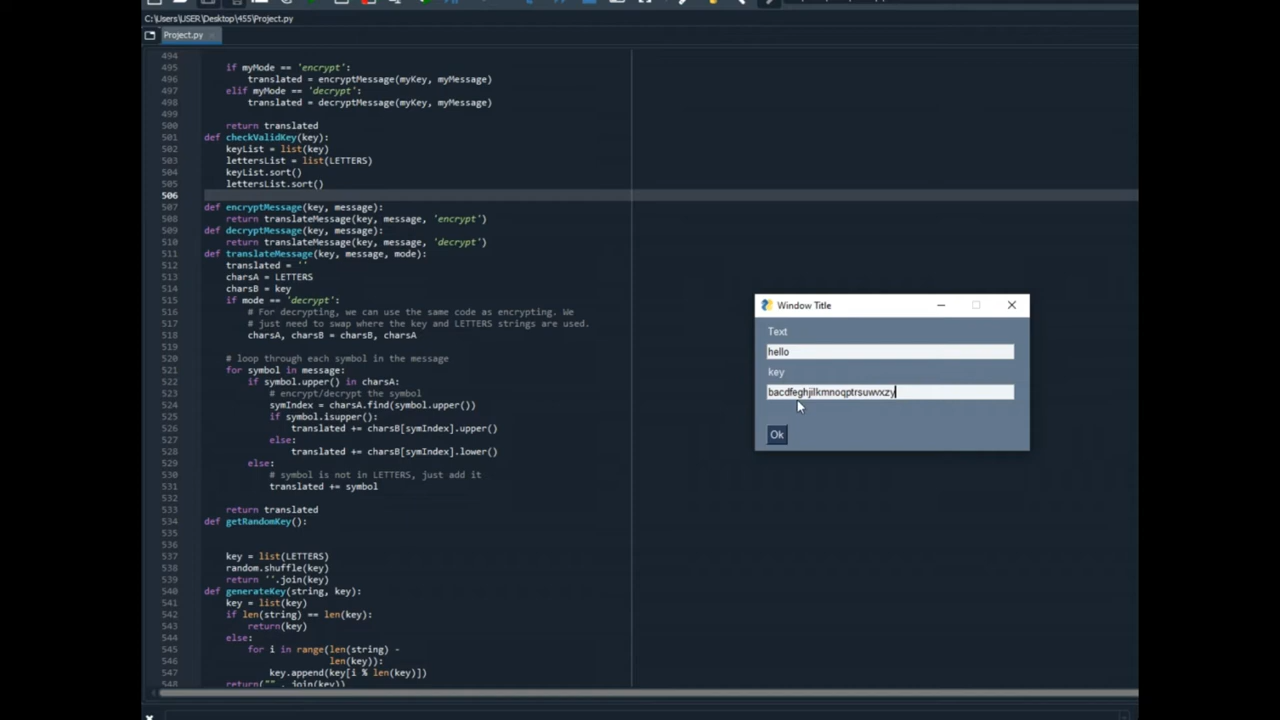 C:\Users\USER\Desktop\455\Project.py
Project.py
494
495 if myMode == 'encrypt':
496 translated = encryptMessage(myKey, myMessage)
497 elif myMode == 'decrypt':
498 translated = decryptMessage(myKey, myMessage)
499
500 return translated
501 def checkValidKey(key):
502 keyList = list(key)
503 lettersList = list(LETTERS)
504 keyList.sort()
505 lettersList.sort()
506
507 def encryptMessage(key, message):
508 return translateMessage(key, message, 'encrypt')
509 def decryptMessage(key, message):
510 return translateMessage(key, message, 'decrypt')
511 def translateMessage(key, message, mode):
512 translated = ''
513 charsA = LETTERS
514 charsB = key
515 if mode == 'decrypt':
516 # For decrypting, we can use the same code as encrypting. We
517 # just need to swap where the key and LETTERS strings are used.
518 charsA, charsB = charsB, charsA
519
520 # loop through each symbol in the message
521 for symbol in message:
522 if symbol.upper() in charsA:
523 # encrypt/decrypt the symbol
524 symIndex = charsA.find(symbol.upper())
525 if symbol.isupper():
526 translated += charsB[symIndex].upper()
527 else:
528 translated += charsB[symIndex].lower()
529 else:
530 # symbol is not in LETTERS, just add it
531 translated += symbol
532
533 return translated
534 def getRandomKey():
535
536
537 key = list(LETTERS)
538 random.shuffle(key)
539 return ''.join(key)
540 def generateKey(string, key):
541 key = list(key)
542 if len(string) == len(key):
543 return(key)
544 else:
545 for i in range(len(string) -
546 len(key)):
547 key.append(key[i % len(key)])
548 return("" . join(key))
Window Title
Text
hello
key
bacdfeghjilkmnoqptrsuwvxzy
Ok